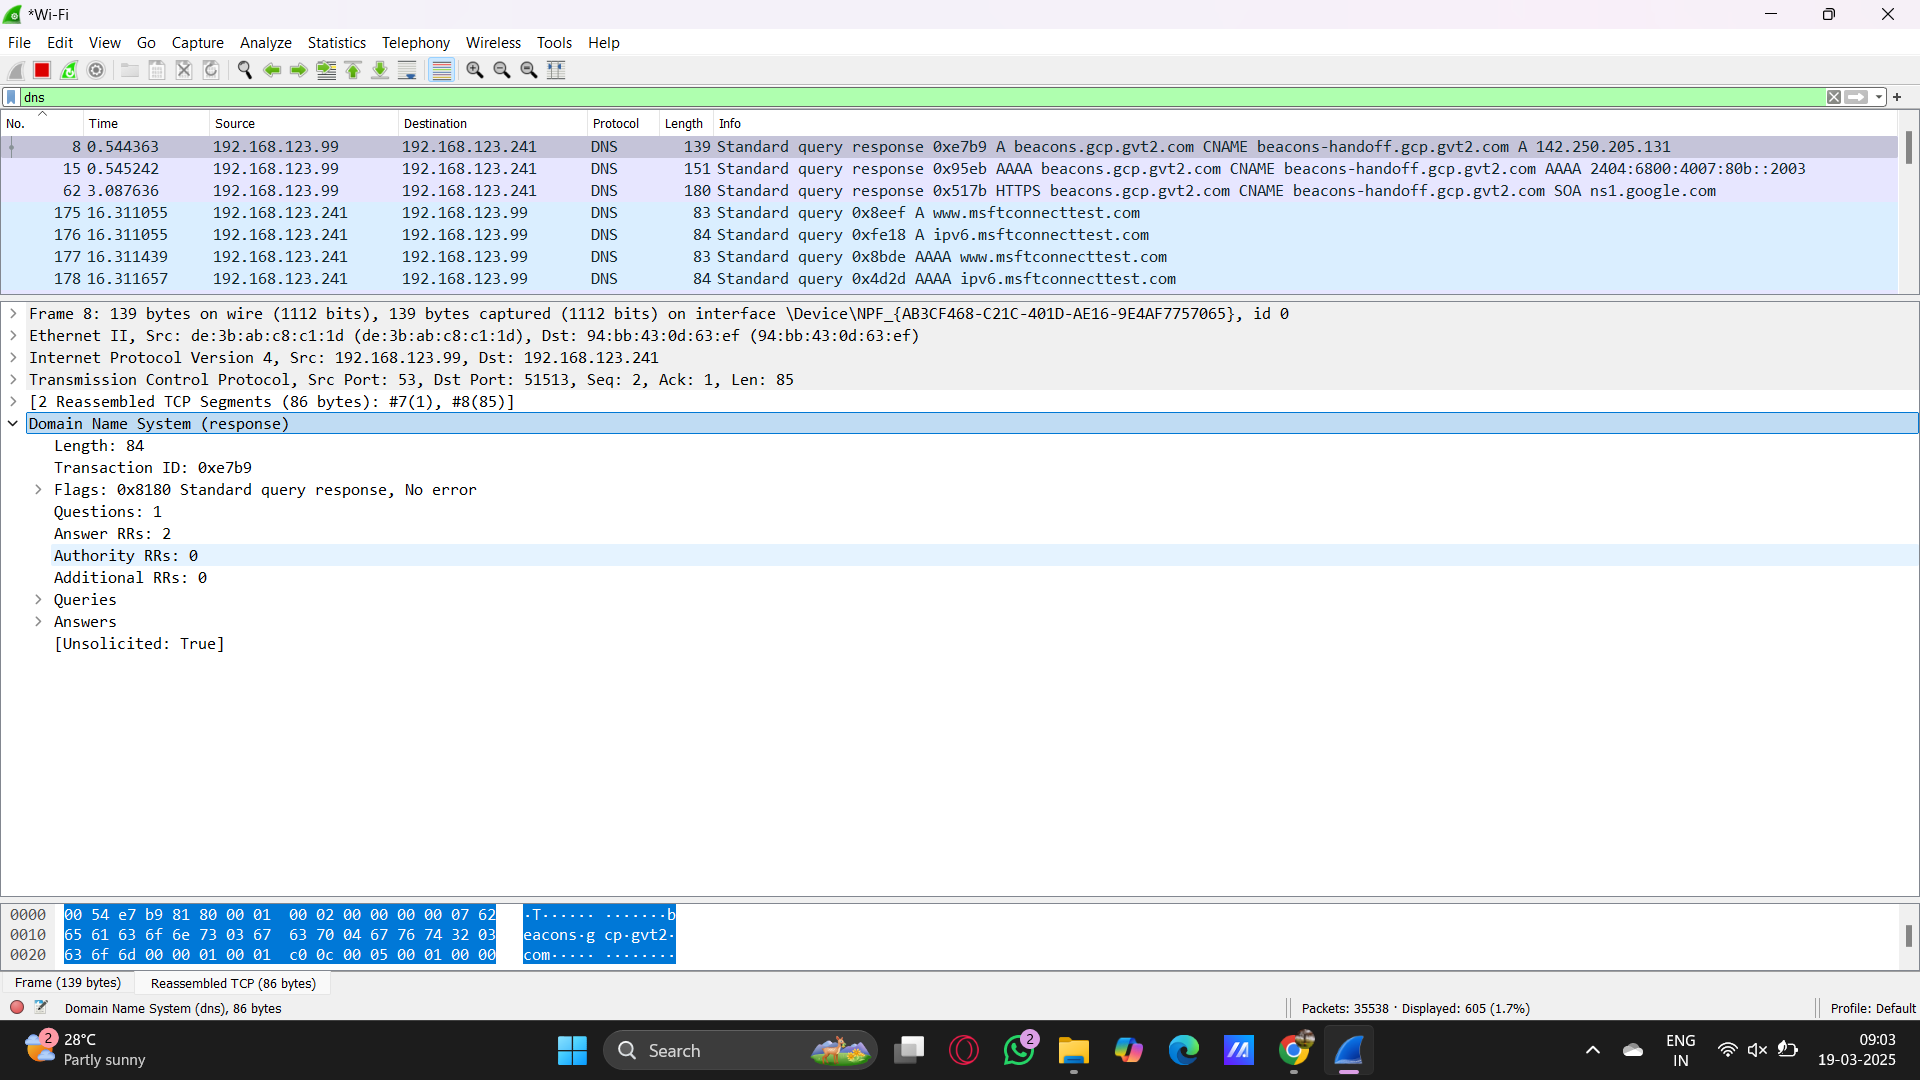 *Wi-Fi
File Edit View Go Capture Analyze Statistics Telephony Wireless Tools Help
dns
No. Time Source Destination Protocol Length Info
8 0.544363 192.168.123.99 192.168.123.241 DNS 139 Standard query response 0xe7b9 A beacons.gcp.gvt2.com CNAME beacons-handoff.gcp.gvt2.com A 142.250.205.131
15 0.545242 192.168.123.99 192.168.123.241 DNS 151 Standard query response 0x95eb AAAA beacons.gcp.gvt2.com CNAME beacons-handoff.gcp.gvt2.com AAAA 2404:6800:4007:80b::2003
62 3.087636 192.168.123.99 192.168.123.241 DNS 180 Standard query response 0x517b HTTPS beacons.gcp.gvt2.com CNAME beacons-handoff.gcp.gvt2.com SOA ns1.google.com
175 16.311055 192.168.123.241 192.168.123.99 DNS 83 Standard query 0x8eef A www.msftconnecttest.com
176 16.311055 192.168.123.241 192.168.123.99 DNS 84 Standard query 0xfe18 A ipv6.msftconnecttest.com
177 16.311439 192.168.123.241 192.168.123.99 DNS 83 Standard query 0x8bde AAAA www.msftconnecttest.com
178 16.311657 192.168.123.241 192.168.123.99 DNS 84 Standard query 0x4d2d AAAA ipv6.msftconnecttest.com
Frame 8: 139 bytes on wire (1112 bits), 139 bytes captured (1112 bits) on interface \Device\NPF_{AB3CF468-C21C-401D-AE16-9E4AF7757065}, id 0
Ethernet II, Src: de:3b:ab:c8:c1:1d (de:3b:ab:c8:c1:1d), Dst: 94:bb:43:0d:63:ef (94:bb:43:0d:63:ef)
Internet Protocol Version 4, Src: 192.168.123.99, Dst: 192.168.123.241
Transmission Control Protocol, Src Port: 53, Dst Port: 51513, Seq: 2, Ack: 1, Len: 85
[2 Reassembled TCP Segments (86 bytes): #7(1), #8(85)]
Domain Name System (response)
Length: 84
Transaction ID: 0xe7b9
Flags: 0x8180 Standard query response, No error
Questions: 1
Answer RRs: 2
Authority RRs: 0
Additional RRs: 0
Queries
Answers
[Unsolicited: True]
0000 00 54 e7 b9 81 80 00 01 00 02 00 00 00 00 07 62 ·T······ ·······b
0010 65 61 63 6f 6e 73 03 67 63 70 04 67 76 74 32 03 eacons·g cp·gvt2·
0020 63 6f 6d 00 00 01 00 01 c0 0c 00 05 00 01 00 00 com····· ········
Frame (139 bytes) Reassembled TCP (86 bytes)
Domain Name System (dns), 86 bytes Packets: 35538 · Displayed: 605 (1.7%) Profile: Default
2 28°C
Partly sunny
Search
2
ENG
IN
09:03
19-03-2025